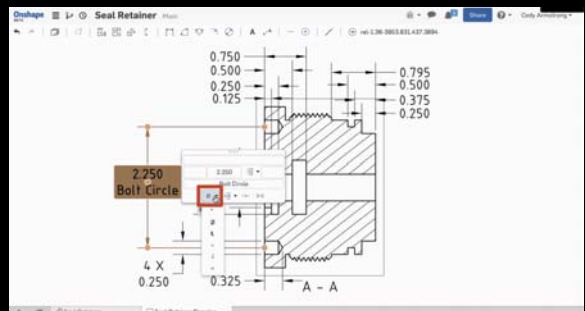 Onshape
Seal Retainer Main
Share
Cody Armstrong
0.750
0.500
0.250
0.125
0.795
0.500
0.375
0.250
2.250
Bolt Circle
2.250
Bolt Circle
4 X
0.250
0.325
A - A